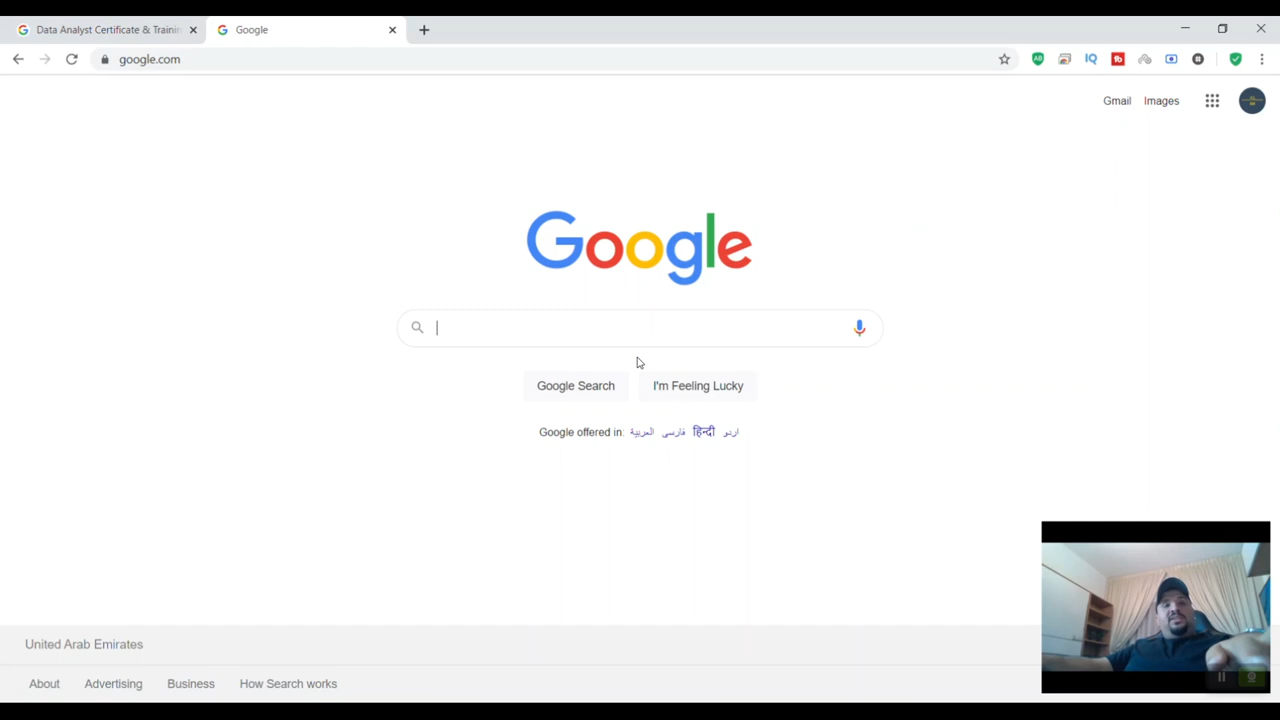 Data Analyst Certificate & Trainin
Google
google.com
Gmail Images
Google
Google Search I'm Feeling Lucky
Google offered in: العربية فارسی हिन्दी اردو
United Arab Emirates
About Advertising Business How Search works